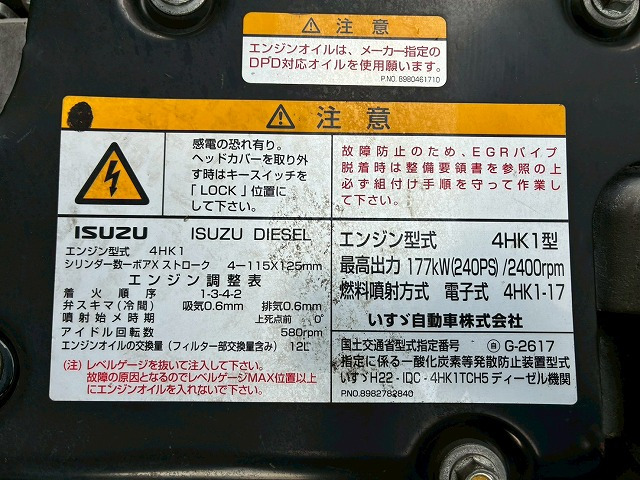 ⚠ 注意
エンジンオイルは、メーカー指定の
DPD対応オイルを使用願います。
P.NO. 8980461710
⚠ 注意
感電の恐れ有り。
ヘッドカバーを取り外
す時はキースイッチを
「LOCK」位置に
して下さい。
故障防止のため、EGRパイプ
脱着時は整備要領書を参照の上
必ず組付け手順を守って作業し
て下さい。
ISUZU ISUZU DIESEL
エンジン型式 4HK1
シリンダー数ーボアX ストローク 4ー115X125mm
エンジン調整表
着火順序 1-3-4-2
弁スキマ(冷間) 吸気0.6mm 排気0.6mm
噴射始メ時期 上死点前 0°
アイドル回転数 580rpm
エンジンオイルの交換量(フィルター部交換量含み) 12L
(注)レベルゲージを抜いて注入して下さい。
故障の原因となるのでレベルゲージMAX位置以上
にエンジンオイルを入れないで下さい。
エンジン型式 4HK1型
最高出力 177kW(240PS)/2400rpm
燃料噴射方式 電子式 4HK1-17
いすゞ自動車株式会社
国土交通省型式指定番号 自 G-2617
指定に係る一酸化炭素等発散防止装置型式
いすゞH22-IDC-4HK1TCH5 ディーゼル機関
P.NO. 8982782840